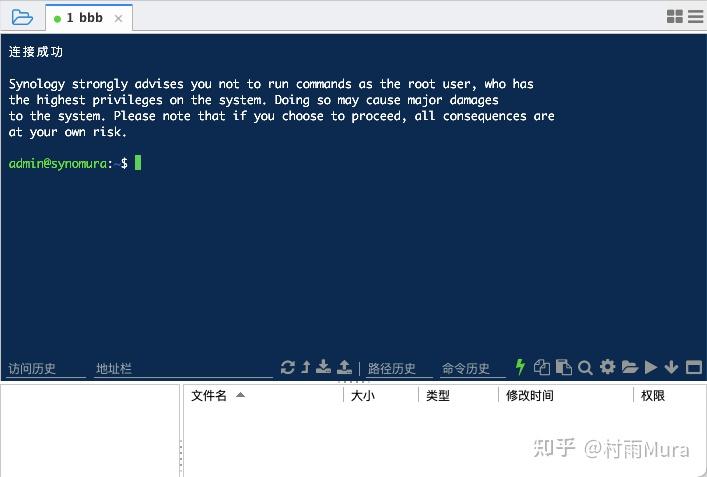 1 bbb
连接成功
Synology strongly advises you not to run commands as the root user, who has
the highest privileges on the system. Doing so may cause major damages
to the system. Please note that if you choose to proceed, all consequences are
at your own risk.
admin@synomura:~$
访问历史 地址栏 路径历史 命令历史
文件名 大小 类型 修改时间 权限
知乎 @村雨Mura